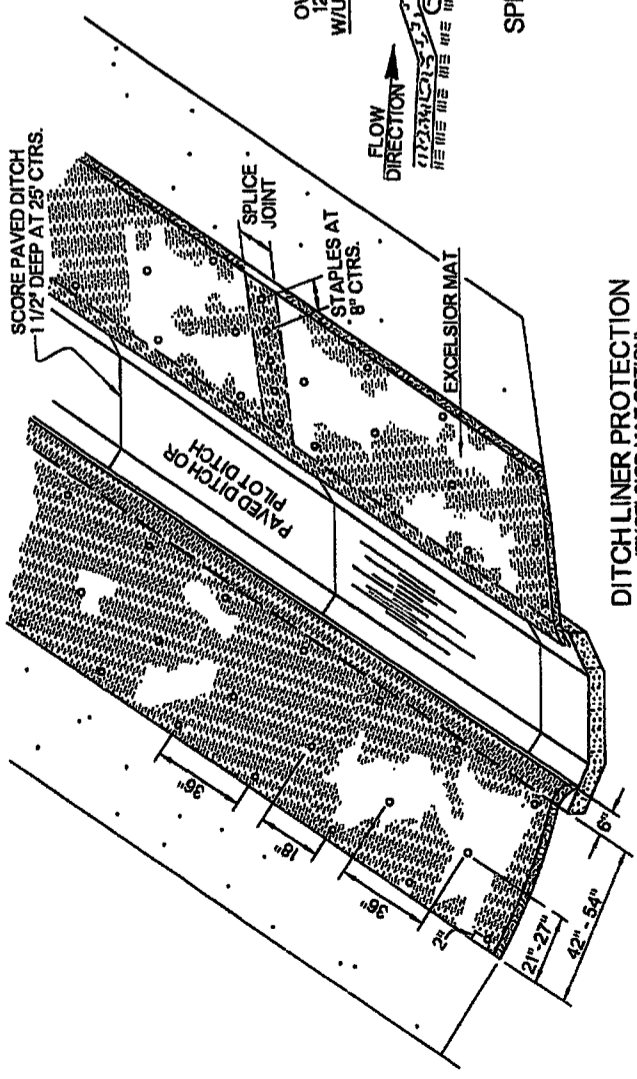 SCORE PAVED DITCH
1 1/2" DEEP AT 25' CTRS.
SPLICE
JOINT
STAPLES AT
8" CTRS.
EXCELSIOR MAT
PAVED DITCH OR
PILOT DITCH
36"
18"
36"
2"
21"-27"
42" - 54"
6"
FLOW
DIRECTION
DITCH LINER PROTECTION